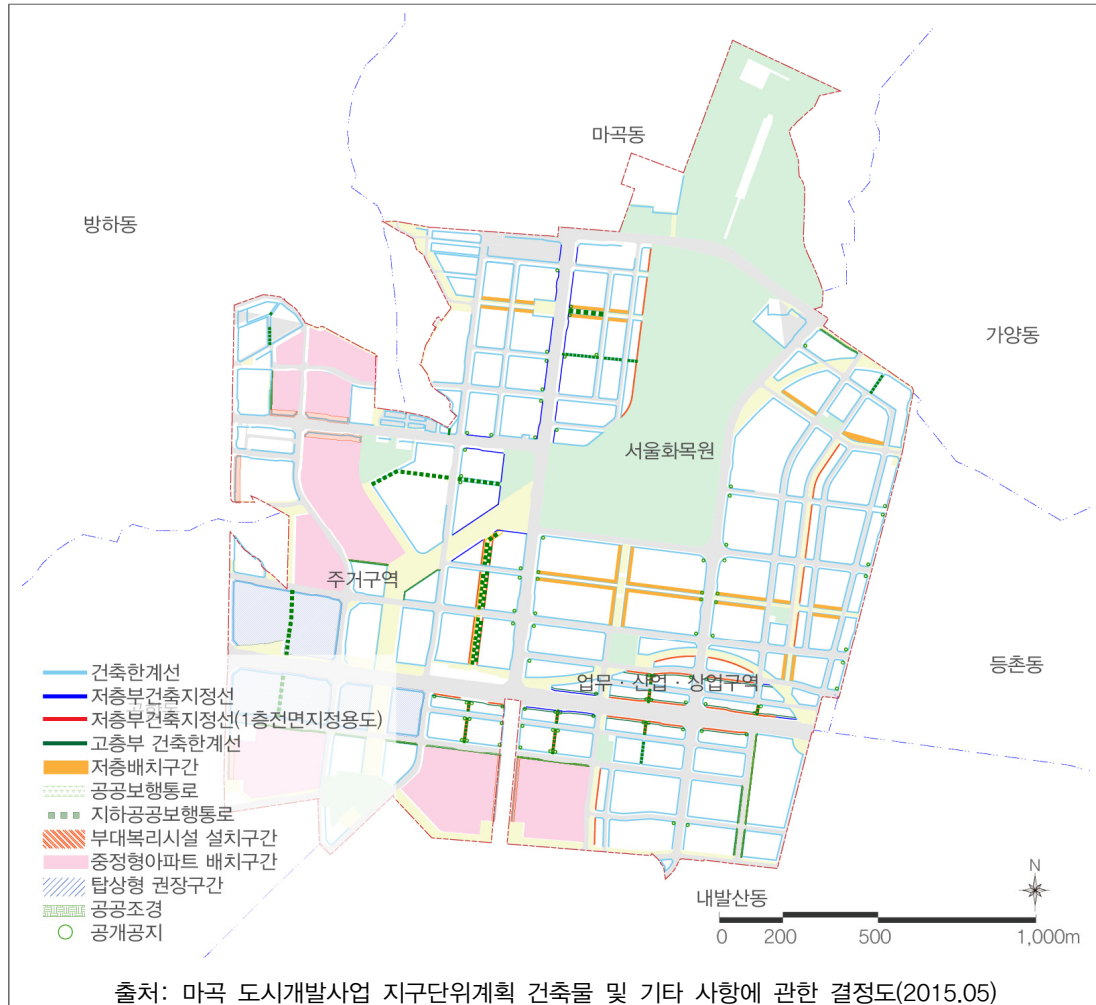 마곡동
방하동
가양동
서울화목원
주거구역
등촌동
업무 · 산업 · 상업구역
건축한계선
저층부건축지정선
저층부건축지정선(1층전면지정용도)
고층부 건축한계선
저층배치구간
공공보행통로
지하공공보행통로
부대복리시설 설치구간
중정형아파트 배치구간
탑상형 권장구간
공공조경
공개공지
내발산동
N
0 200 500 1,000m
출처: 마곡 도시개발사업 지구단위계획 건축물 및 기타 사항에 관한 결정도(2015.05)